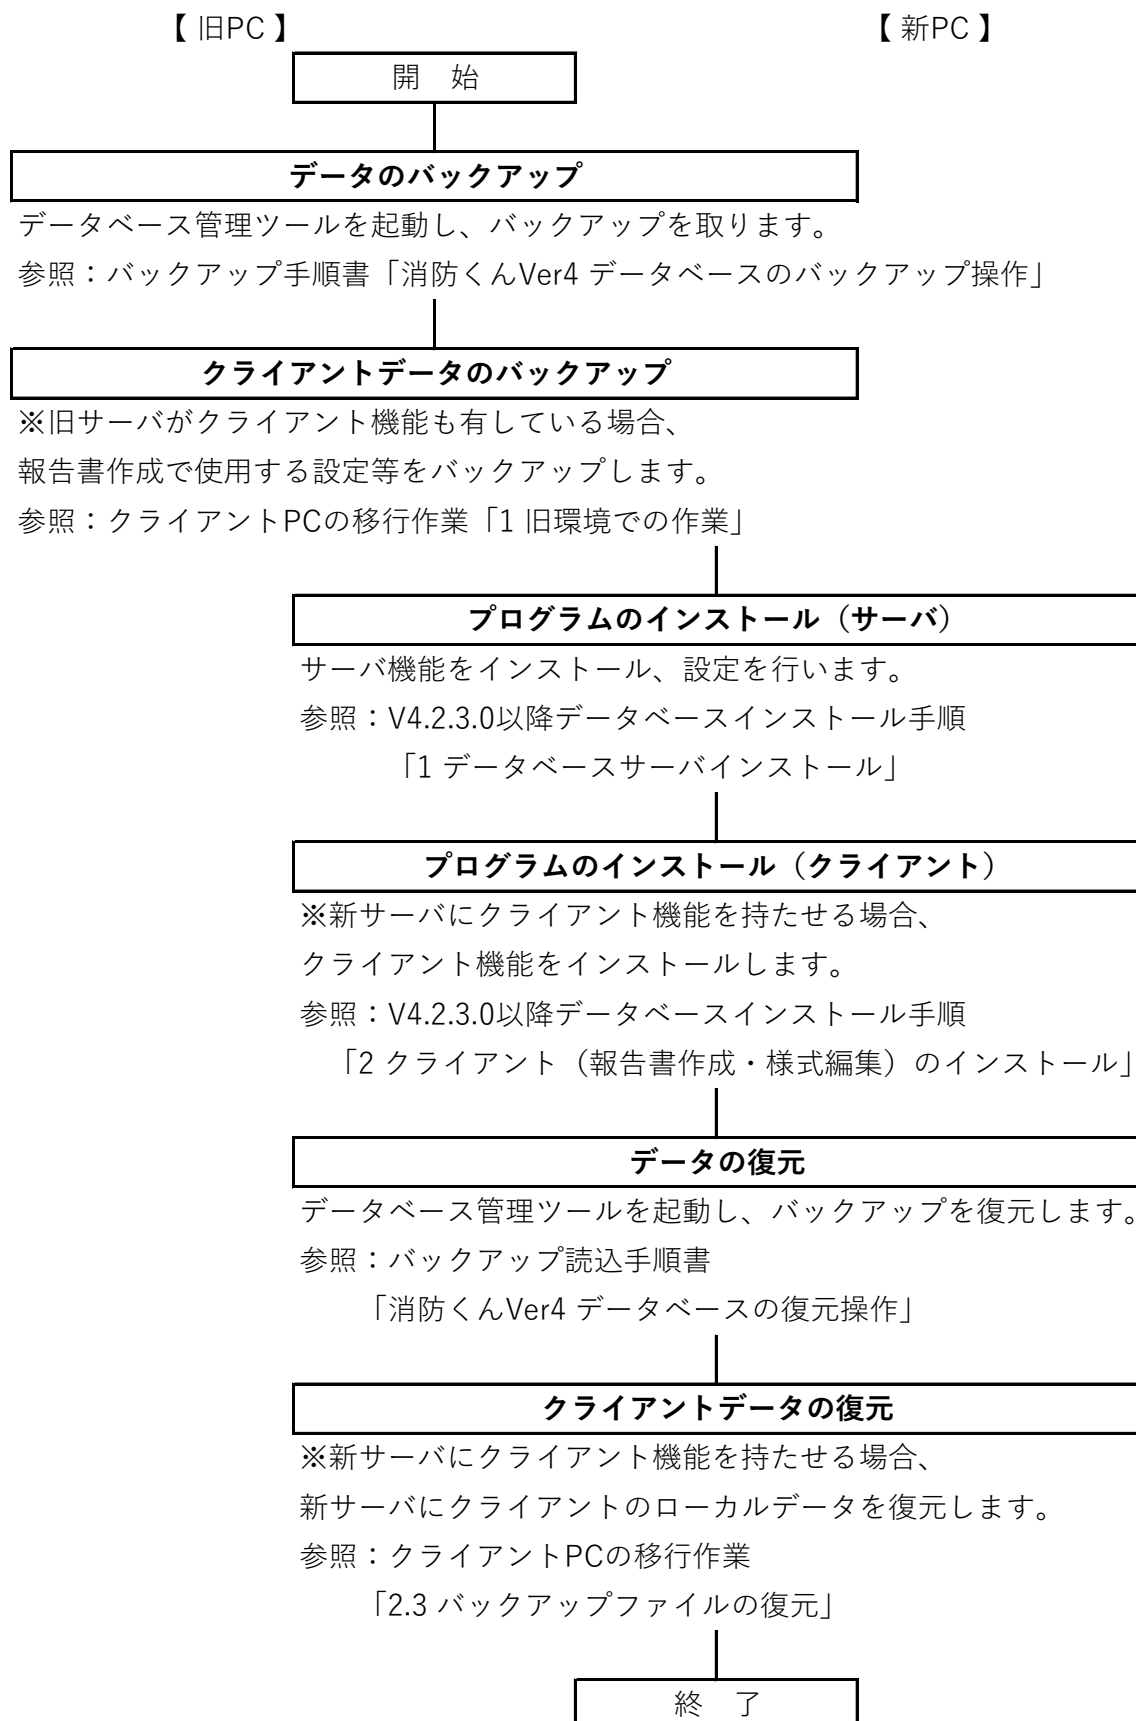 【 旧PC 】
【 新PC 】
開　始
データのバックアップ
データベース管理ツールを起動し、バックアップを取ります。
参照：バックアップ手順書「消防くんVer4 データベースのバックアップ操作」
クライアントデータのバックアップ
※旧サーバがクライアント機能も有している場合、
報告書作成で使用する設定等をバックアップします。
参照：クライアントPCの移行作業「1 旧環境での作業」
プログラムのインストール（サーバ）
サーバ機能をインストール、設定を行います。
参照：V4.2.3.0以降データベースインストール手順
「1 データベースサーバインストール」
プログラムのインストール（クライアント）
※新サーバにクライアント機能を持たせる場合、
クライアント機能をインストールします。
参照：V4.2.3.0以降データベースインストール手順
「2 クライアント（報告書作成・様式編集）のインストール」
データの復元
データベース管理ツールを起動し、バックアップを復元します。
参照：バックアップ読込手順書
「消防くんVer4 データベースの復元操作」
クライアントデータの復元
※新サーバにクライアント機能を持たせる場合、
新サーバにクライアントのローカルデータを復元します。
参照：クライアントPCの移行作業
「2.3 バックアップファイルの復元」
終　了